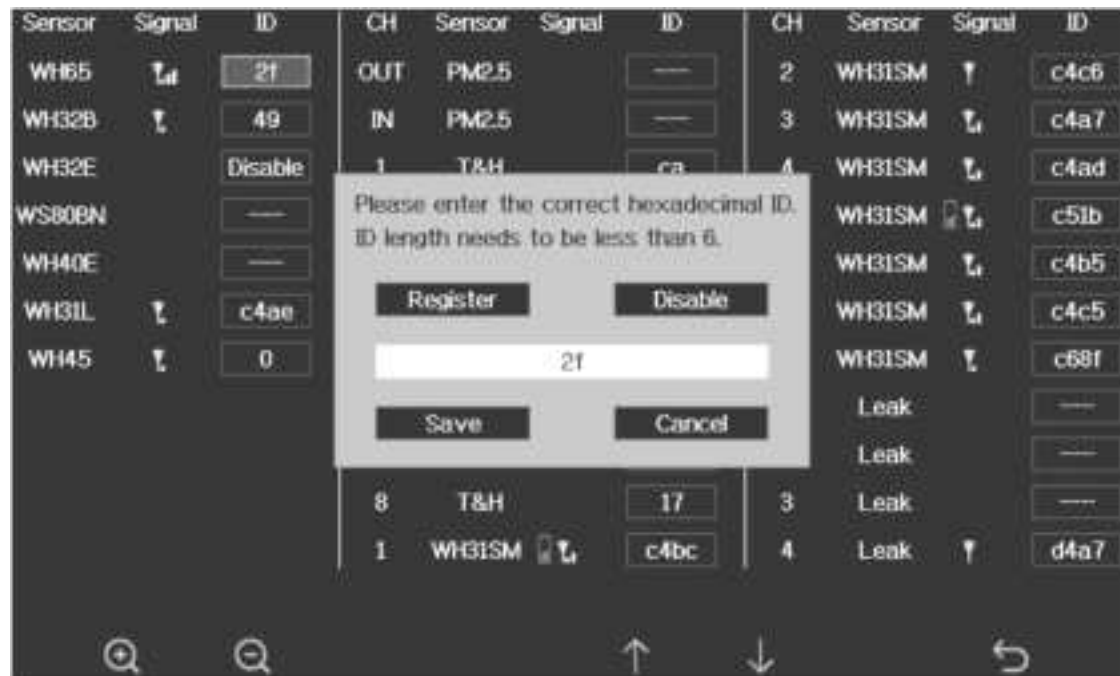 Sensor Signal ID CH Sensor Signal ID CH Sensor Signal ID
WH65 2f OUT PM2.5 ---- 2 WH31SM c4c6
WH32B 49 IN PM2.5 ---- 3 WH31SM c4a7
WH32E Disable 1 T&H ca 4 WH31SM c4ad
WS80BN ---- WH31SM c51b
WH40E ---- WH31SM c4b5
WH31L c4ae WH31SM c4c5
WH45 0 WH31SM c68f
Please enter the correct hexadecimal ID.
ID length needs to be less than 6.
Register Disable
2f
Save Cancel
Leak ----
Leak ----
8 T&H 17 3 Leak ----
1 WH31SM c4bc 4 Leak d4a7